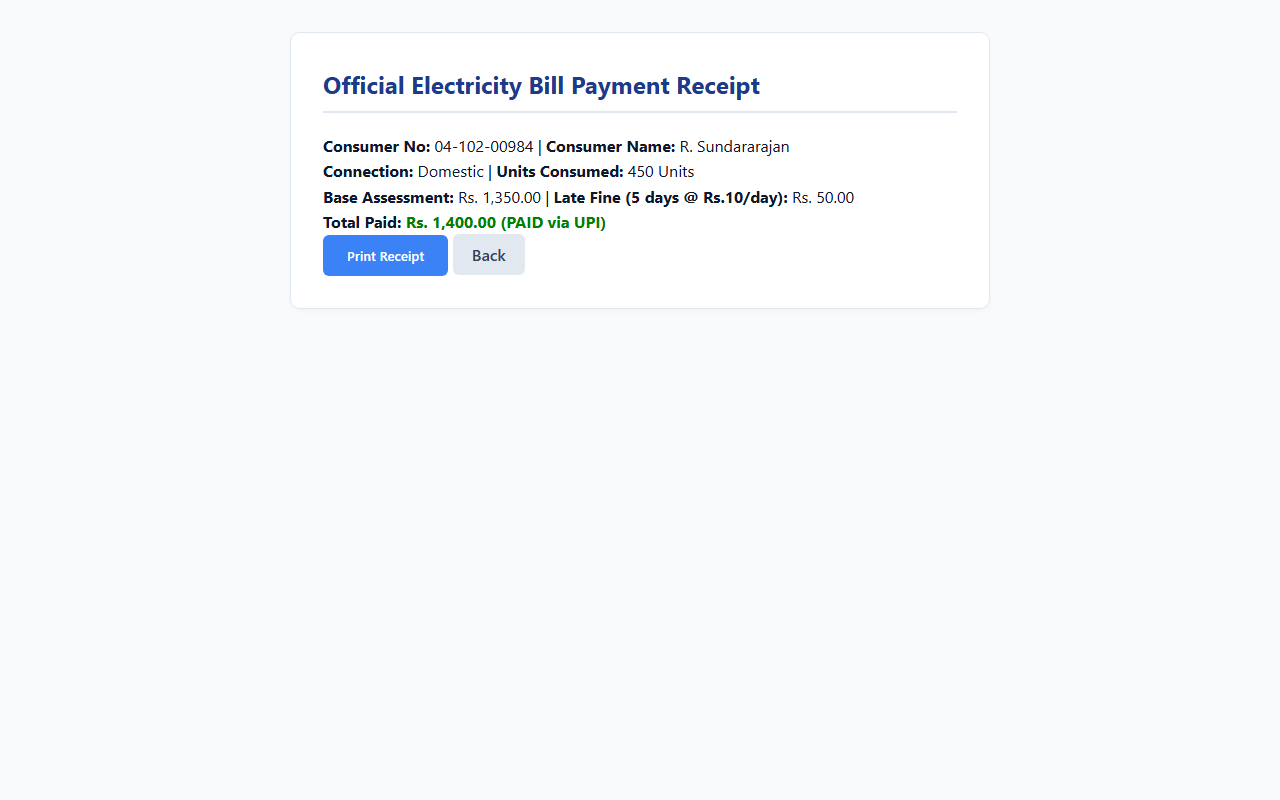 Official Electricity Bill Payment Receipt
Consumer No: 04-102-00984 | Consumer Name: R. Sundararajan
Connection: Domestic | Units Consumed: 450 Units
Base Assessment: Rs. 1,350.00 | Late Fine (5 days @ Rs.10/day): Rs. 50.00
Total Paid: Rs. 1,400.00 (PAID via UPI)
Print Receipt Back